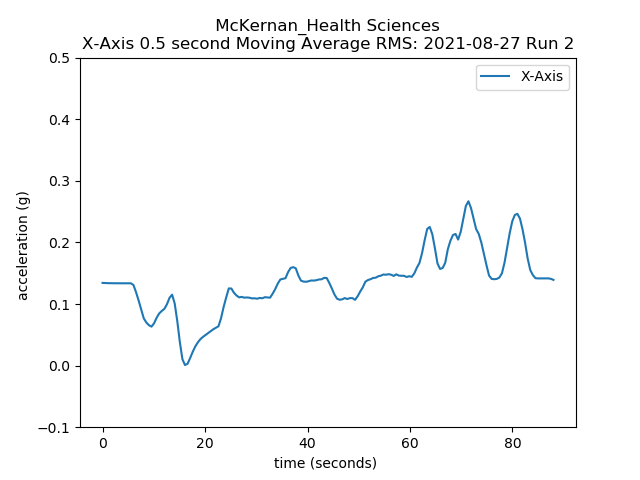 McKernan_Health Sciences
X-Axis 0.5 second Moving Average RMS: 2021-08-27 Run 2
X-Axis
0.5
0.4
0.3
0.2
0.1
0.0
−0.1
acceleration (g)
0 20 40 60 80
time (seconds)